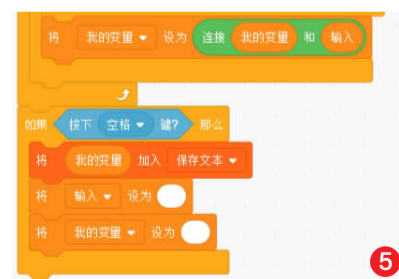 将 我的变量 设为 连接 我的变量 和 输入
如果 按下 空格 键? 那么
将 我的变量 加入 保存文本
将 输入 设为
将 我的变量 设为
5